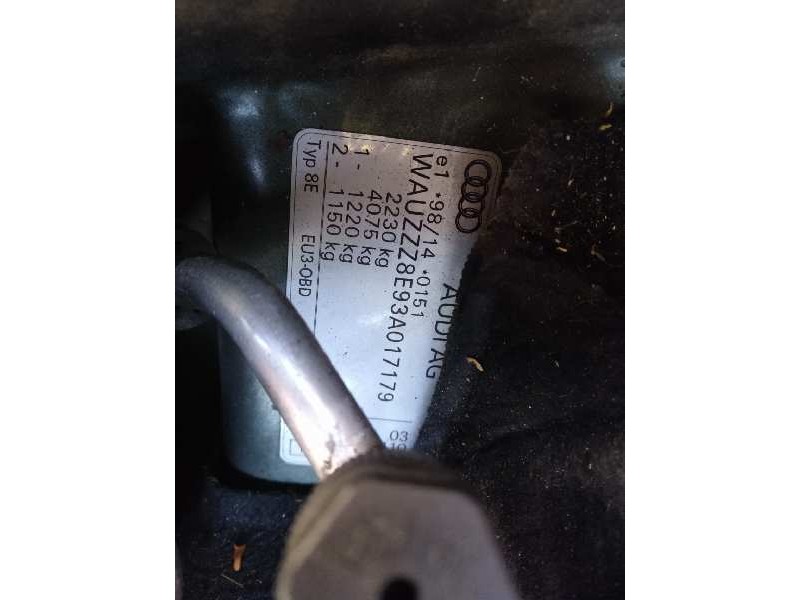 AUDI AG
e1 *98/14 *0151
WAUZZZ8E93A017179
2230 kg
4075 kg
1 - 1220 kg
2 - 1150 kg
Typ 8E EU3-OBD
03